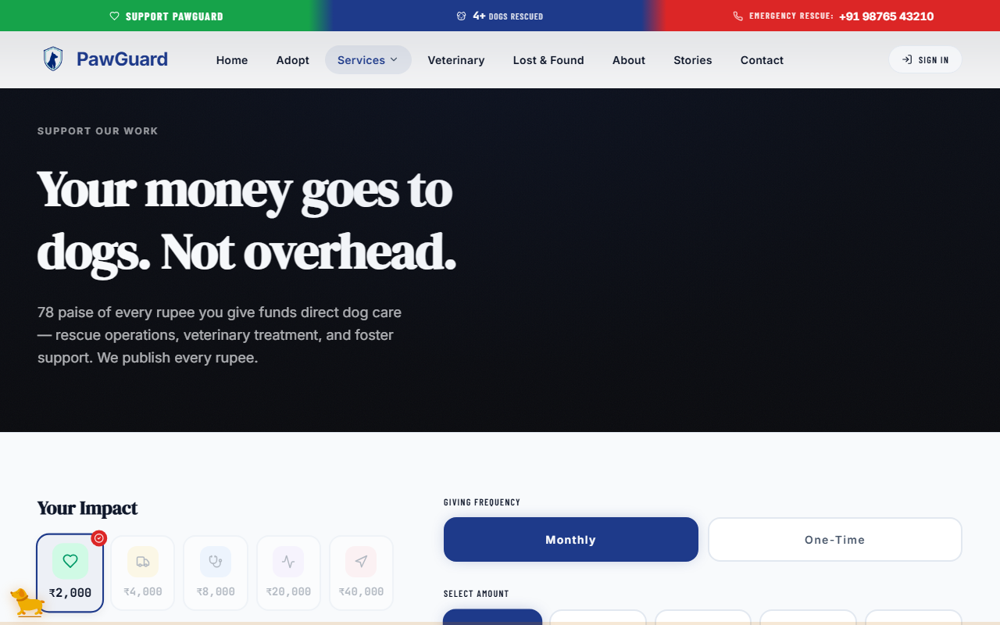 SUPPORT PAWGUARD
4+ DOGS RESCUED
EMERGENCY RESCUE: +91 98765 43210
PawGuard
Home
Adopt
Services
Veterinary
Lost & Found
About
Stories
Contact
SIGN IN
SUPPORT OUR WORK
Your money goes to
dogs. Not overhead.
78 paise of every rupee you give funds direct dog care
— rescue operations, veterinary treatment, and foster
support. We publish every rupee.
Your Impact
₹2,000
₹4,000
₹8,000
₹20,000
₹40,000
GIVING FREQUENCY
Monthly
One-Time
SELECT AMOUNT